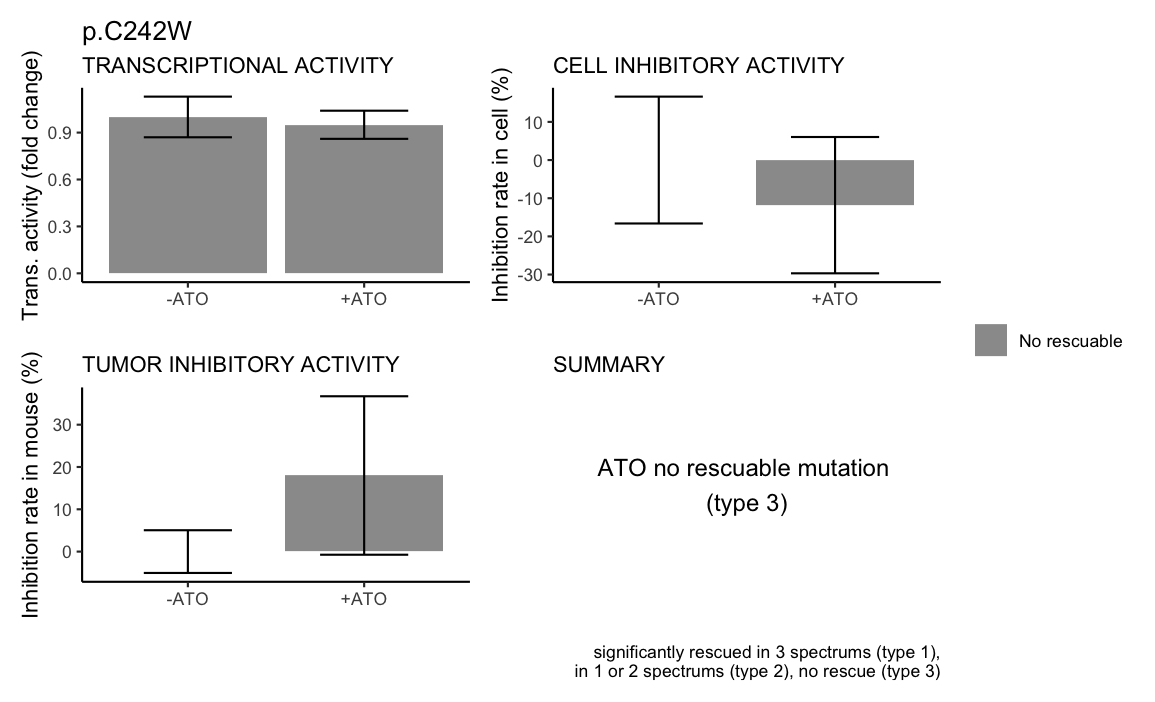 p.C242W
TRANSCRIPTIONAL ACTIVITY
Trans. activity (fold change)
0.9
0.6
0.3
0.0
-ATO
+ATO
CELL INHIBITORY ACTIVITY
Inhibition rate in cell (%)
10
0
-10
-20
-30
-ATO
+ATO
No rescuable
TUMOR INHIBITORY ACTIVITY
Inhibition rate in mouse (%)
30
20
10
0
-ATO
+ATO
SUMMARY
ATO no rescuable mutation
(type 3)
significantly rescued in 3 spectrums (type 1),
in 1 or 2 spectrums (type 2), no rescue (type 3)